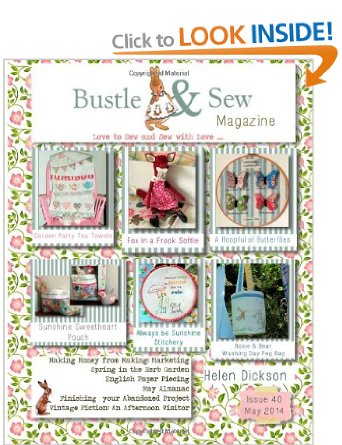 Click to LOOK INSIDE!
Copyrighted Material
Bustle & Sew
Magazine
Love to Sew and Sew with Love ...
Garden Party Tea Towels
Fox in a Frock Softie
A Hoopful of Butterflies
Sunshine Sweetheart
Pouch
Always be Sunshine
Stitchery
Rosie & Bear
Washing Day Peg Bag
Making Money from Making: Marketing
Spring in the Herb Garden
English Paper Piecing
May Almanac
Finishing your Abandoned Project
Vintage Fiction: An Afternoon Visitor
Helen Dickson
Issue 40
May 2014
Copyrighted Material